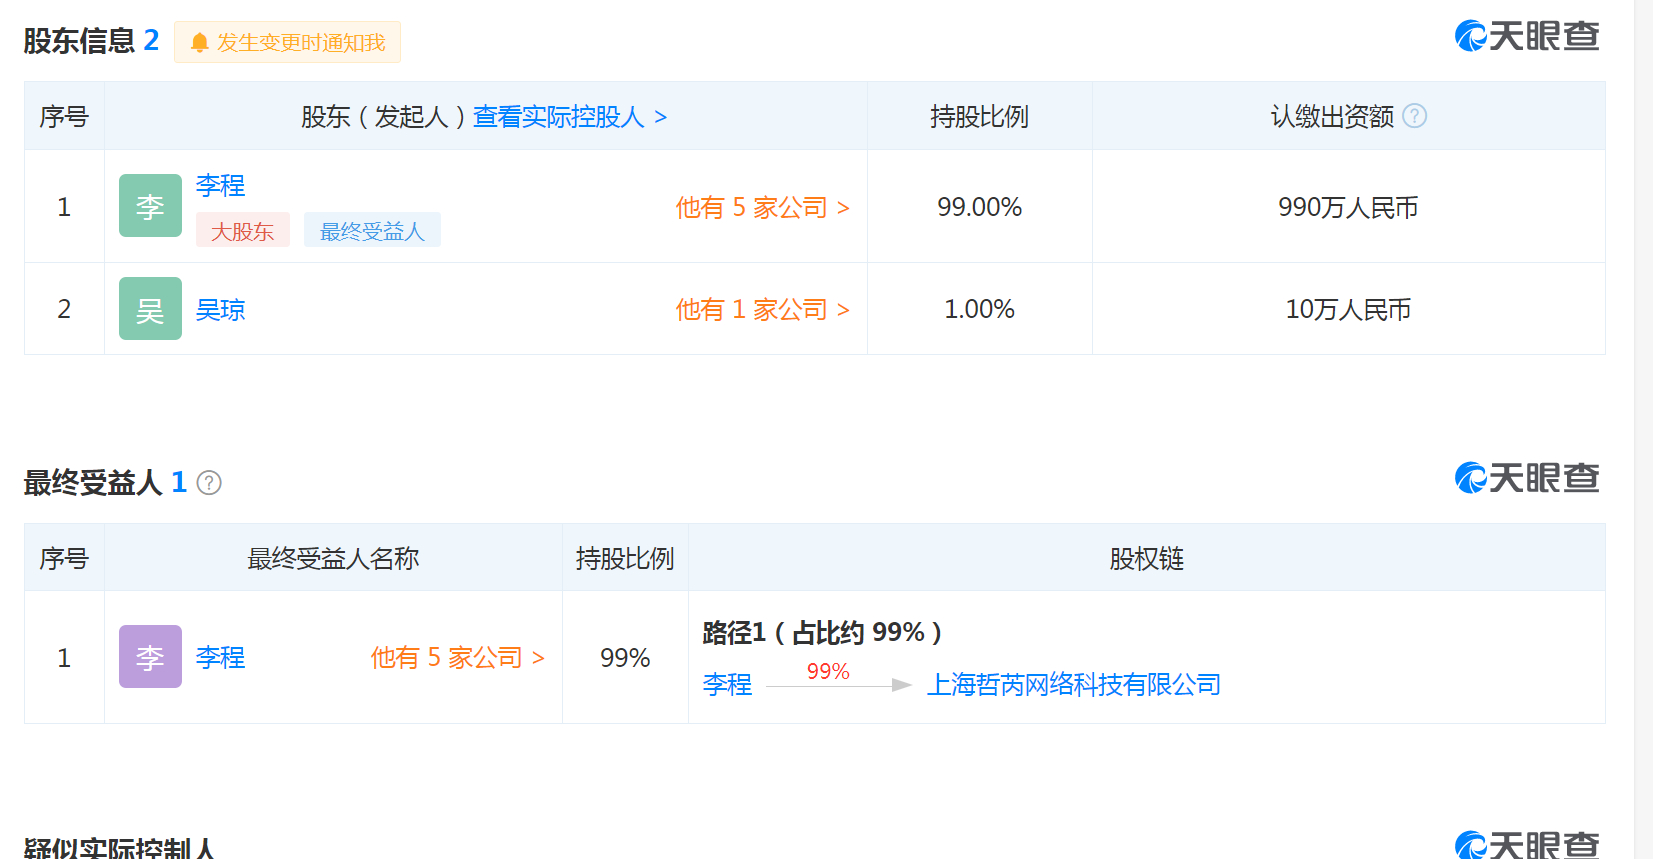 股东信息 2 发生变更时通知我
天眼查
序号 股东（发起人）查看实际控股人 > 持股比例 认缴出资额 ?
1 李 李程 大股东 最终受益人 他有 5 家公司 > 99.00% 990万人民币
2 吴 吴琼 他有 1 家公司 > 1.00% 10万人民币
最终受益人 1 ?
天眼查
序号 最终受益人名称 持股比例 股权链
1 李 李程 他有 5 家公司 > 99% 路径1（占比约 99%）
李程 99% 上海哲芮网络科技有限公司
疑似实际控制人
天眼查